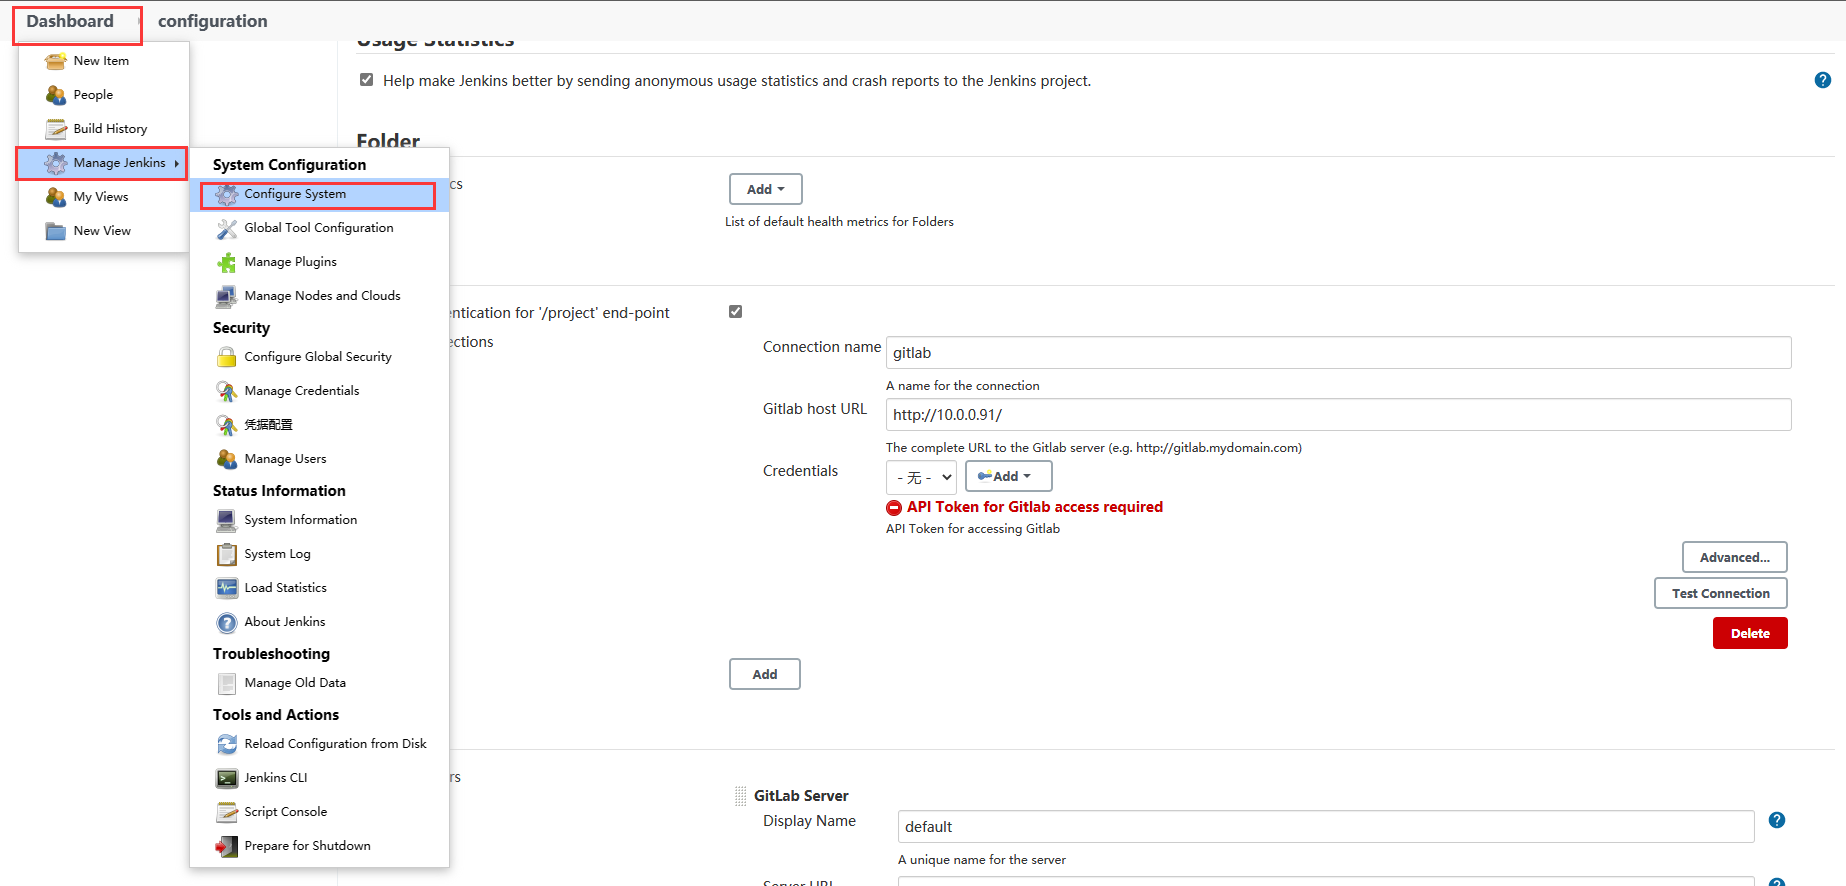 Dashboard
configuration
New Item
People
Build History
Manage Jenkins
My Views
New View
System Configuration
Configure System
Global Tool Configuration
Manage Plugins
Manage Nodes and Clouds
Security
Configure Global Security
Manage Credentials
凭据配置
Manage Users
Status Information
System Information
System Log
Load Statistics
About Jenkins
Troubleshooting
Manage Old Data
Tools and Actions
Reload Configuration from Disk
Jenkins CLI
Script Console
Prepare for Shutdown
Usage Statistics
Help make Jenkins better by sending anonymous usage statistics and crash reports to the Jenkins project.
Folder
cs
Add
List of default health metrics for Folders
entication for '/project' end-point
ections
Connection name
gitlab
A name for the connection
Gitlab host URL
http://10.0.0.91/
The complete URL to the Gitlab server (e.g. http://gitlab.mydomain.com)
Credentials
- 无 -
Add
API Token for Gitlab access required
API Token for accessing Gitlab
Advanced...
Test Connection
Delete
Add
rs
GitLab Server
Display Name
default
A unique name for the server
Server URL